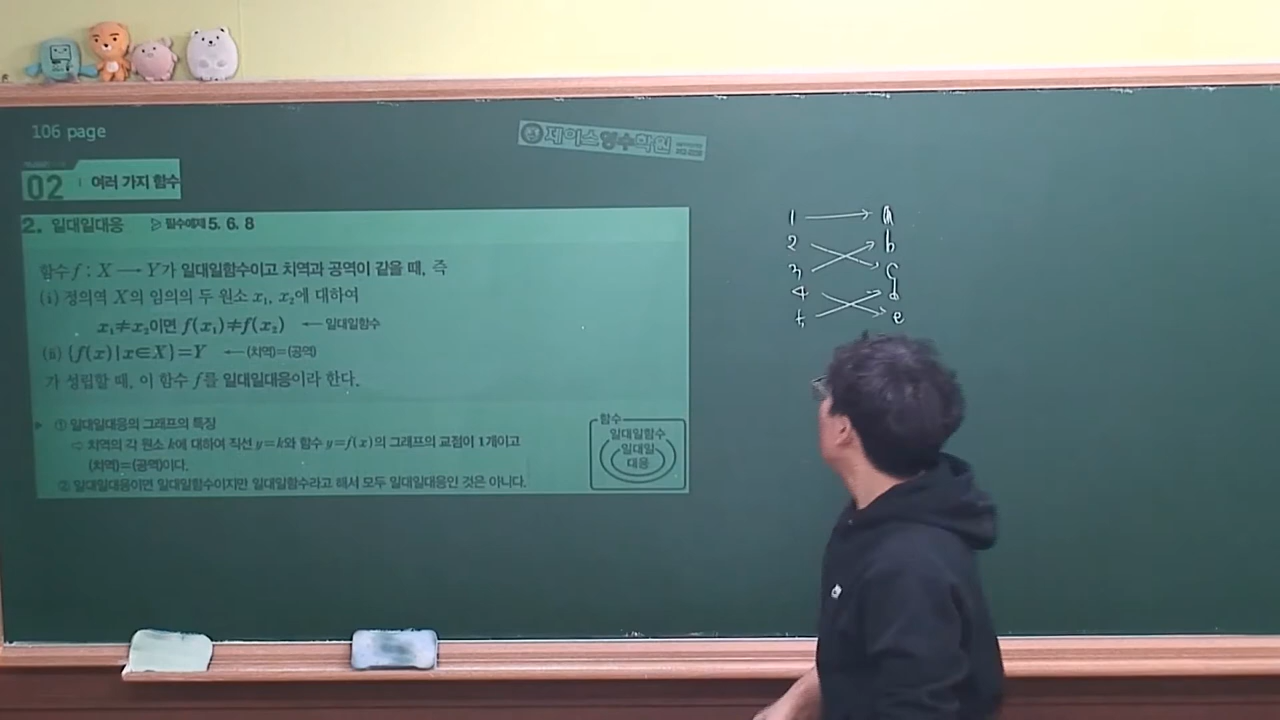 106 page
제이스영수학원
02 여러 가지 함수
2. 일대일대응 ▷ 필수예제 5. 6. 8
함수 f : X ─→ Y가 일대일함수이고 치역과 공역이 같을 때, 즉
(i) 정의역 X의 임의의 두 원소 x₁, x₂에 대하여
x₁≠x₂이면 f(x₁)≠f(x₂) ← 일대일함수
(ii) {f(x)|x∈X}=Y ← (치역)=(공역)
가 성립할 때, 이 함수 f를 일대일대응이라 한다.
▶ ① 일대일대응의 그래프의 특징
⇨ 치역의 각 원소 k에 대하여 직선 y=k와 함수 y=f(x)의 그래프의 교점이 1개이고
(치역)=(공역)이다.
② 일대일대응이면 일대일함수이지만 일대일함수라고 해서 모두 일대일대응인 것은 아니다.
함수
일대일함수
일대일
대응
1 → a
2 b
3 c
4 d
e